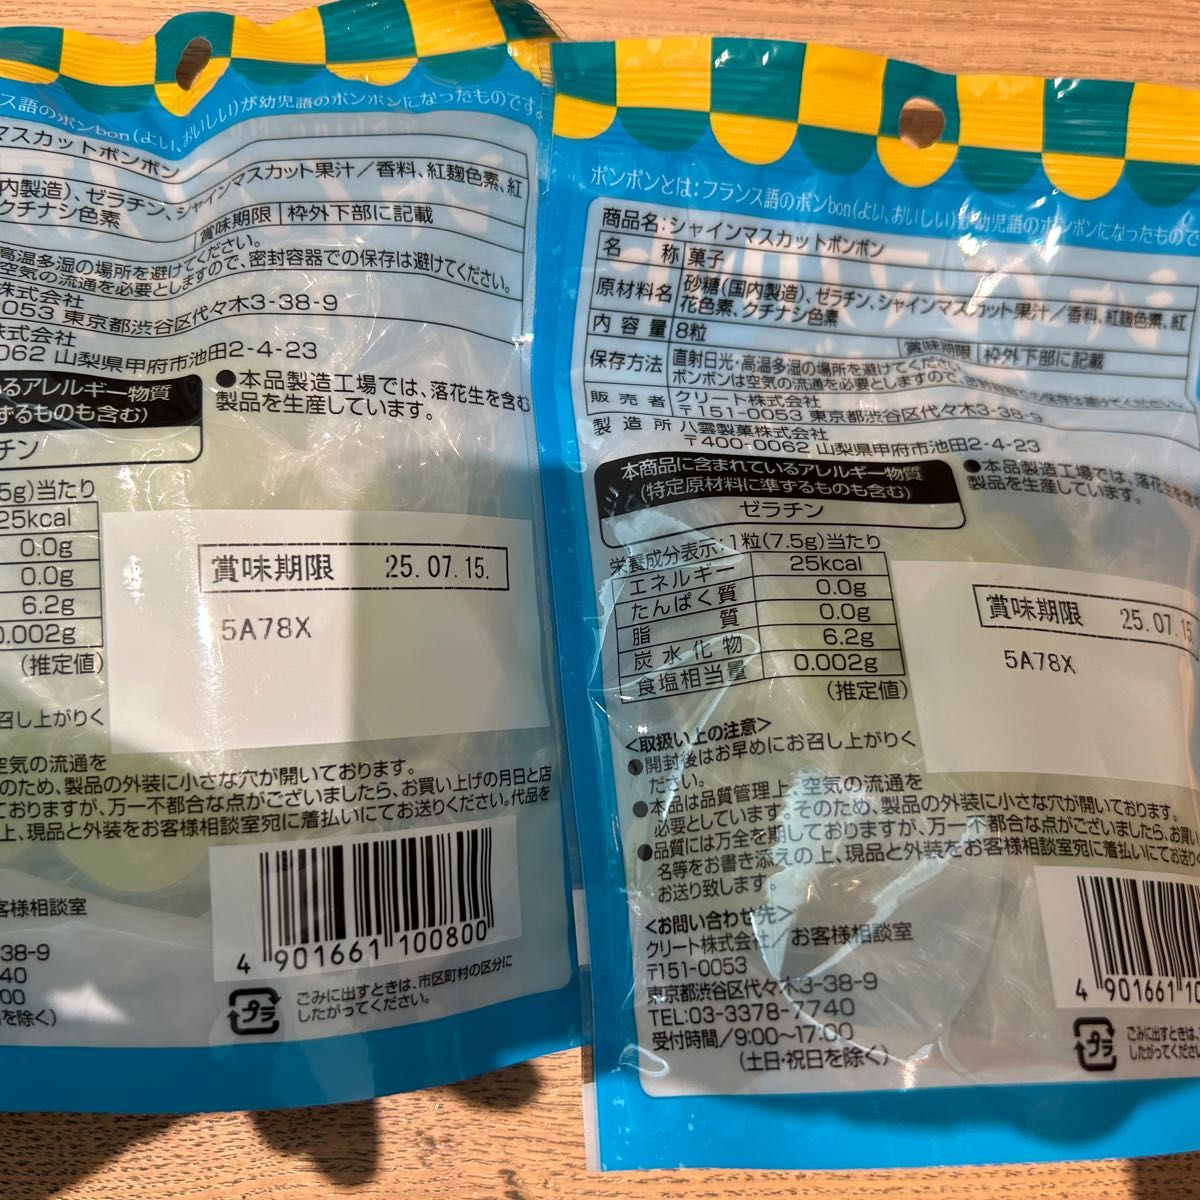 ス語のボンbon(よい、おいしい)が幼児語のボンボンになったものです。
マスカットボンボン
内製造)、ゼラチン、シャインマスカット果汁/香料、紅麹色素、紅
クチナシ色素
賞味期限 枠外下部に記載
高温多湿の場所を避けてください。
空気の流通を必要としますので、密封容器での保存は避けてください。
株式会社
053 東京都渋谷区代々木3-38-9
株式会社
0062 山梨県甲府市池田2-4-23
いるアレルギー物質
ずるものも含む)
チン
●本品製造工場では、落花生を含む
製品を生産しています。
5g)当たり
25kcal
0.0g
0.0g
6.2g
0.002g
(推定値)
賞味期限 25.07.15.
5A78X
召し上がりく
空気の流通を
のため、製品の外装に小さな穴が開いております。
ておりますが、万一不都合な点がございましたら、お買い上げの月日と店
上、現品と外装をお客様相談室宛に着払いにてお送りください。代品を
客様相談室
38-9
40
00
を除く)
4 901661 100800
プラ
ごみに出すときは、市区町村の区分に
したがってください。
ボンボンとは:フランス語のボンbon(よい、おいしい)が幼児語のボンボンになったもので
商品名:シャインマスカットボンボン
名称 菓子
原材料名 砂糖(国内製造)、ゼラチン、シャインマスカット果汁/香料、紅麹色素、紅
花色素、クチナシ色素
内容量 8粒 賞味期限 枠外下部に記載
保存方法 直射日光・高温多湿の場所を避けてください。
ボンボンは空気の流通を必要としますので、密封容器での保存は避けてください。
販売者 クリート株式会社
〒151-0053 東京都渋谷区代々木3-38-9
製造所 八雲製菓株式会社
〒400-0062 山梨県甲府市池田2-4-23
本商品に含まれているアレルギー物質
(特定原材料に準ずるものも含む)
ゼラチン
●本品製造工場では、落花生を含
製品を生産しています。
栄養成分表示:1粒(7.5g)当たり
エネルギー 25kcal
たんぱく質 0.0g
脂質 0.0g
炭水化物 6.2g
食塩相当量 0.002g
(推定値)
賞味期限 25.07.15
5A78X
<取扱い上の注意>
●開封後はお早めにお召し上がりく
ださい。
●本品は品質管理上、空気の流通を
必要としています。そのため、製品の外装に小さな穴が開いております。
●品質には万全を期しておりますが、万一不都合な点がございましたら、お買い
名等をお書き添えの上、現品と外装をお客様相談室宛に着払いにてお送り
お送り致します。
<お問い合わせ先>
クリート株式会社/お客様相談室
〒151-0053
東京都渋谷区代々木3-38-9
TEL:03-3378-7740
受付時間/9:00~17:00
(土日・祝日を除く)
4 901661 10
プラ
ごみに出すときは、
したがってください